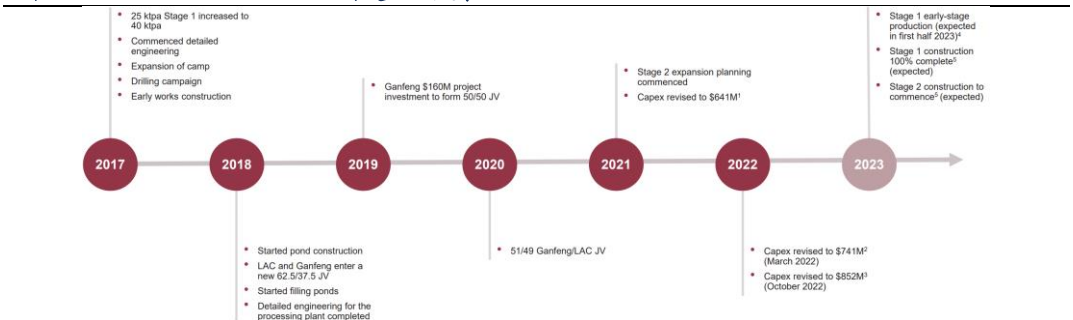 • 25 ktpa Stage 1 increased to
40 ktpa
• Commenced detailed
engineering
• Expansion of camp
• Drilling campaign
• Early works construction
• Ganfeng $160M project
investment to form 50/50 JV
• Stage 2 expansion planning
commenced
• Capex revised to $641M¹
• Stage 1 early-stage
production (expected
in first half 2023)⁴
• Stage 1 construction
100% complete⁵
(expected)
• Stage 2 construction to
commence⁵ (expected)
2017
2018
2019
2020
2021
2022
2023
• Started pond construction
• LAC and Ganfeng enter a
new 62.5/37.5 JV
• Started filling ponds
• Detailed engineering for the
processing plant completed
• 51/49 Ganfeng/LAC JV
• Capex revised to $741M²
(March 2022)
• Capex revised to $852M³
(October 2022)